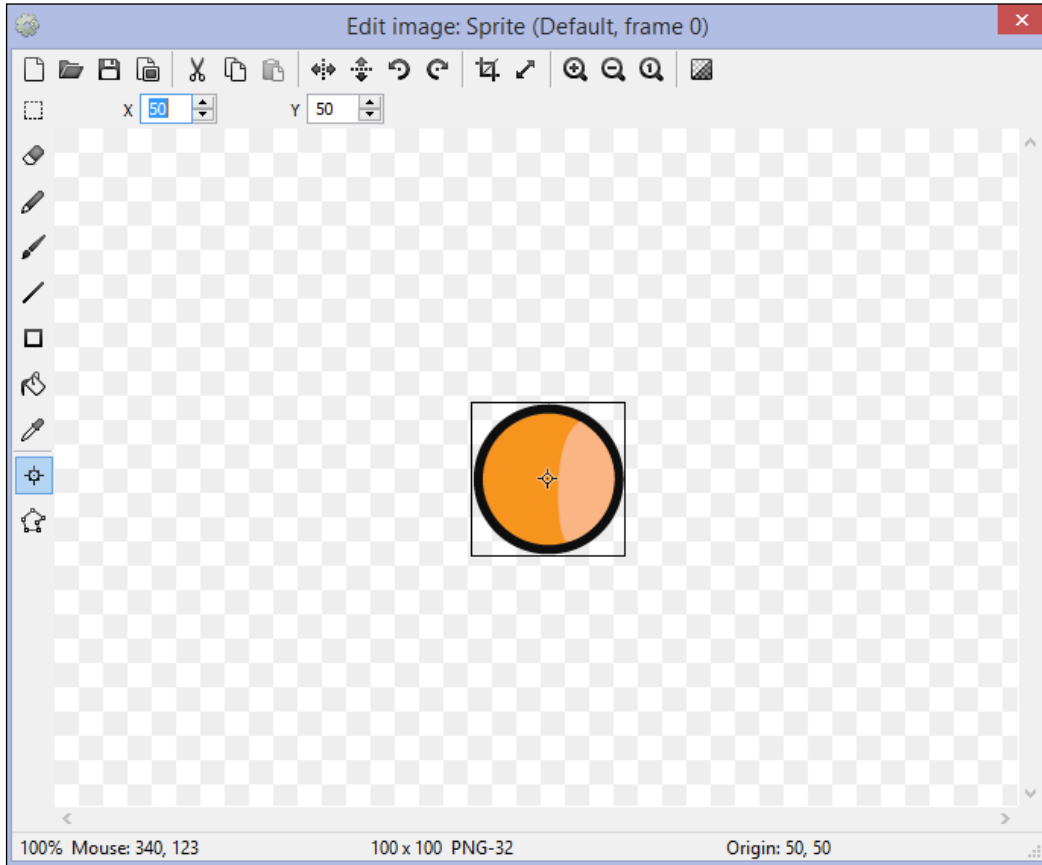 Edit image: Sprite (Default, frame 0)
X 50 Y 50
100% Mouse: 340, 123 100 x 100 PNG-32 Origin: 50, 50